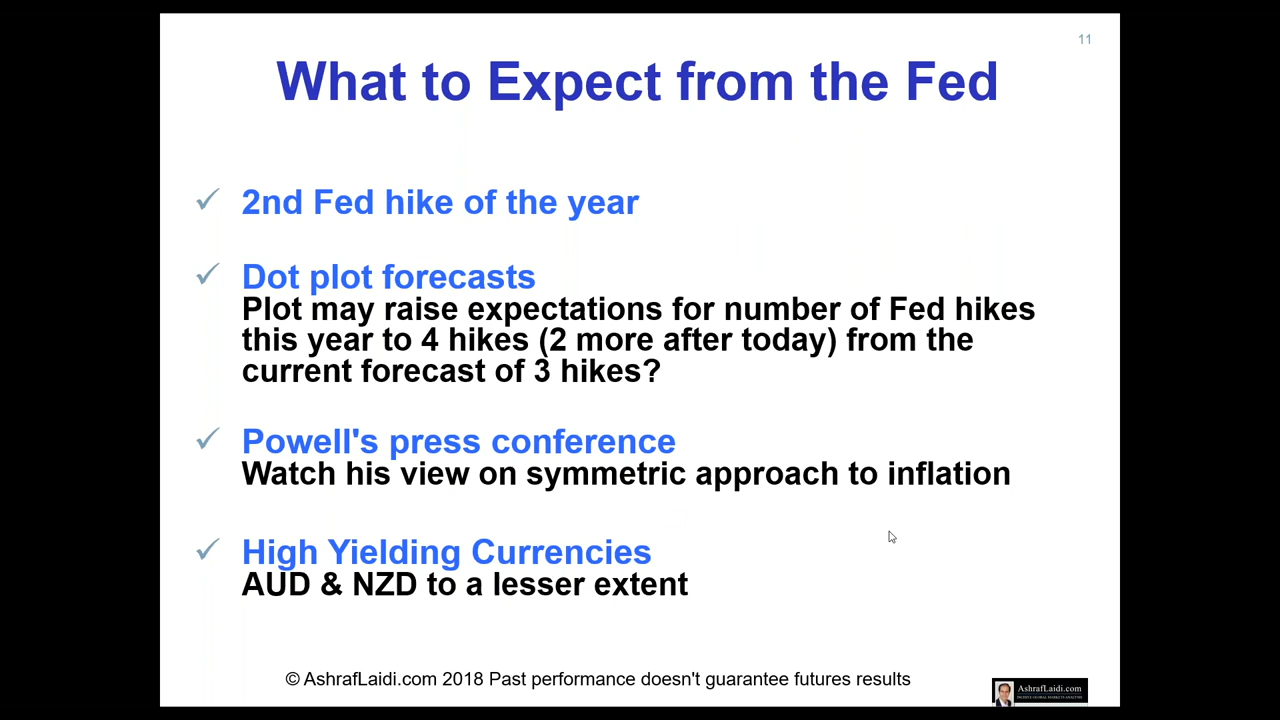 11
What to Expect from the Fed
2nd Fed hike of the year
Dot plot forecasts
Plot may raise expectations for number of Fed hikes
this year to 4 hikes (2 more after today) from the
current forecast of 3 hikes?
Powell's press conference
Watch his view on symmetric approach to inflation
High Yielding Currencies
AUD & NZD to a lesser extent
© AshrafLaidi.com 2018 Past performance doesn't guarantee futures results
AshrafLaidi.com